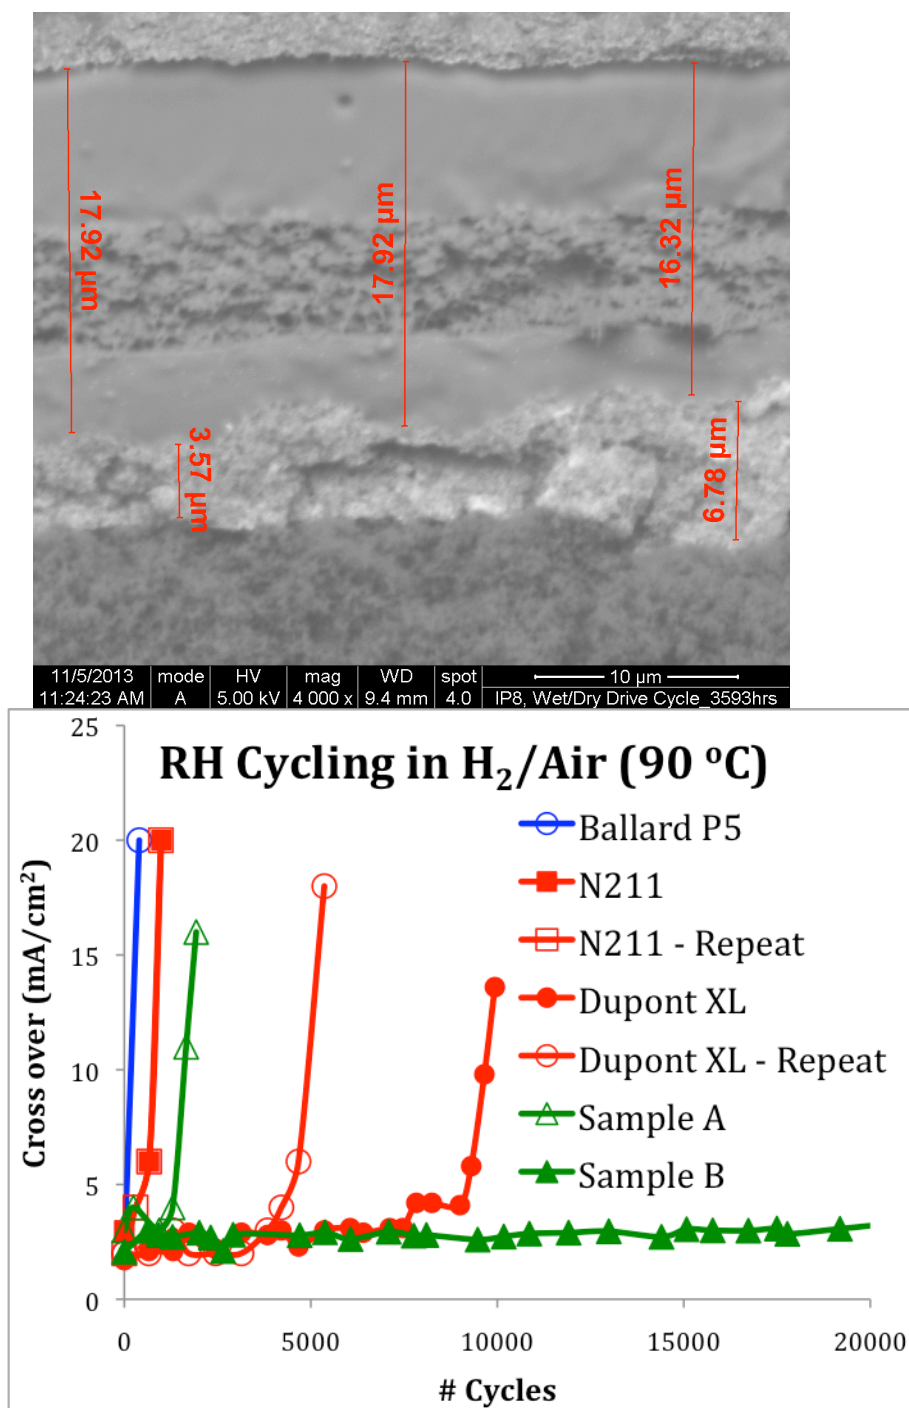 17.92 µm
17.92 µm
16.32 µm
3.57 µm
6.78 µm
11/5/2013 mode HV mag WD spot 10 µm
11:24:23 AM A 5.00 kV 4 000 x 9.4 mm 4.0 IP8, Wet/Dry Drive Cycle_3593hrs
RH Cycling in H2/Air (90 ºC)
25
20
15
10
5
0
Cross over (mA/cm²)
Ballard P5
N211
N211 - Repeat
Dupont XL
Dupont XL - Repeat
Sample A
Sample B
0 5000 10000 15000 20000
# Cycles